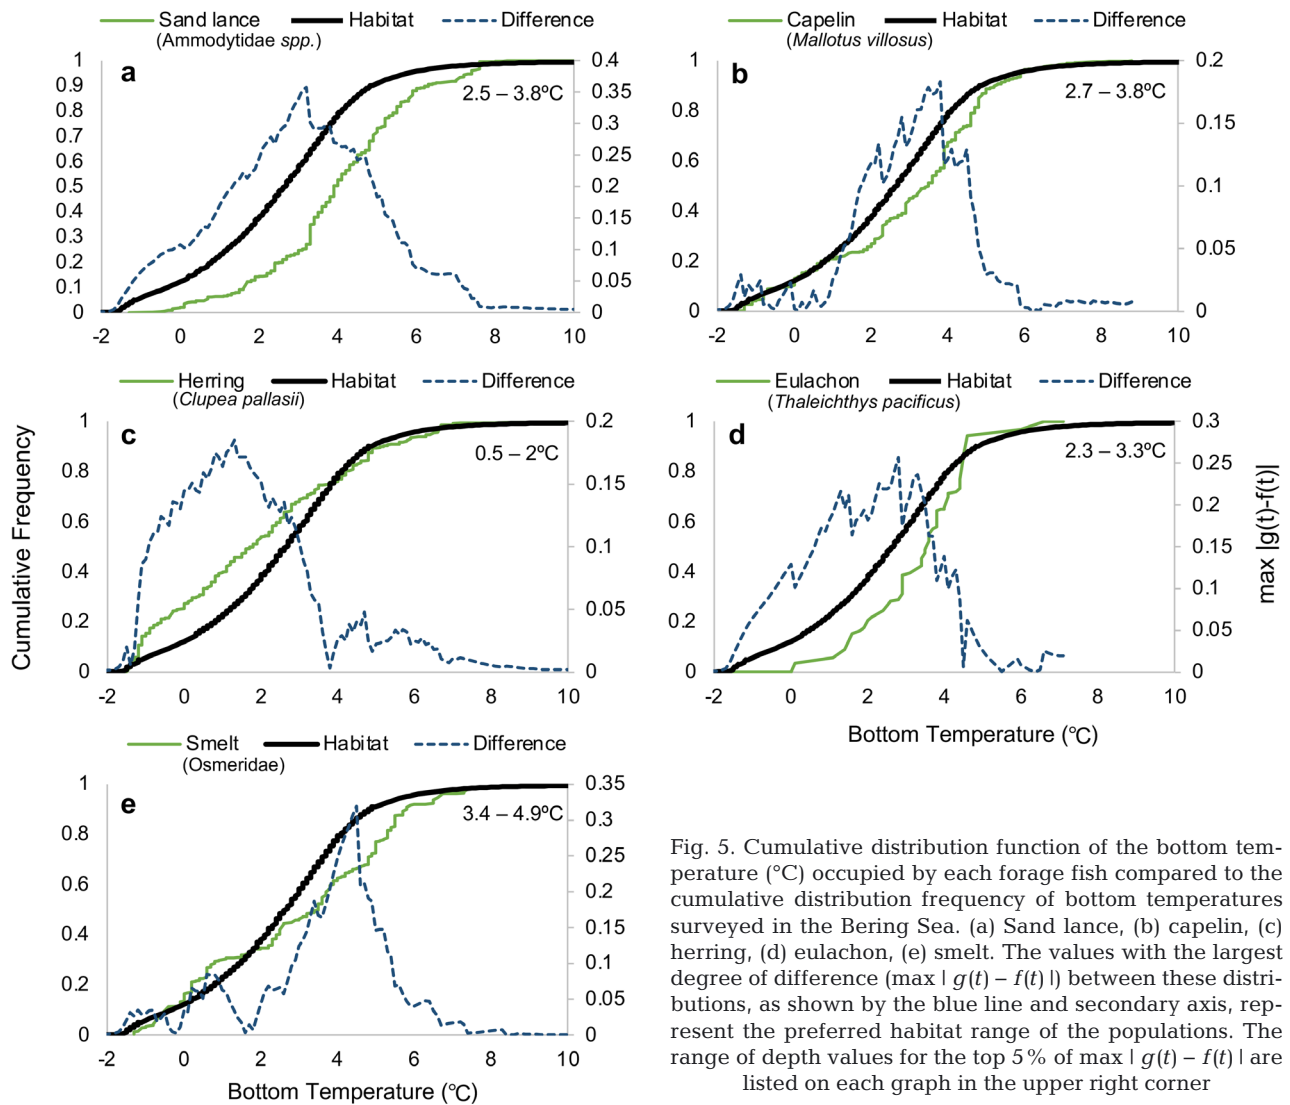 Sand lance Habitat Difference
(Ammodytidae spp.)
a
2.5 – 3.8ºC
1
0.9
0.8
0.7
0.6
0.5
0.4
0.3
0.2
0.1
0
0.4
0.35
0.3
0.25
0.2
0.15
0.1
0.05
0
-2 0 2 4 6 8 10
Capelin Habitat Difference
(Mallotus villosus)
b
2.7 – 3.8ºC
1
0.8
0.6
0.4
0.2
0
0.2
0.15
0.1
0.05
0
-2 0 2 4 6 8 10
Herring Habitat Difference
(Clupea pallasii)
c
0.5 – 2ºC
1
0.8
0.6
0.4
0.2
0
0.2
0.15
0.1
0.05
0
-2 0 2 4 6 8 10
Cumulative Frequency
Eulachon Habitat Difference
(Thaleichthys pacificus)
d
2.3 – 3.3ºC
1
0.8
0.6
0.4
0.2
0
0.3
0.25
0.2
0.15
0.1
0.05
0
-2 0 2 4 6 8 10
max |g(t)-f(t)|
Bottom Temperature (°C)
Smelt Habitat Difference
(Osmeridae)
e
3.4 – 4.9ºC
1
0.8
0.6
0.4
0.2
0
0.35
0.3
0.25
0.2
0.15
0.1
0.05
0
-2 0 2 4 6 8 10
Bottom Temperature (°C)
Fig. 5. Cumulative distribution function of the bottom tem-
perature (°C) occupied by each forage fish compared to the
cumulative distribution frequency of bottom temperatures
surveyed in the Bering Sea. (a) Sand lance, (b) capelin, (c)
herring, (d) eulachon, (e) smelt. The values with the largest
degree of difference (max | g(t) – f(t) |) between these distri-
butions, as shown by the blue line and secondary axis, rep-
resent the preferred habitat range of the populations. The
range of depth values for the top 5% of max | g(t) – f(t) | are
listed on each graph in the upper right corner